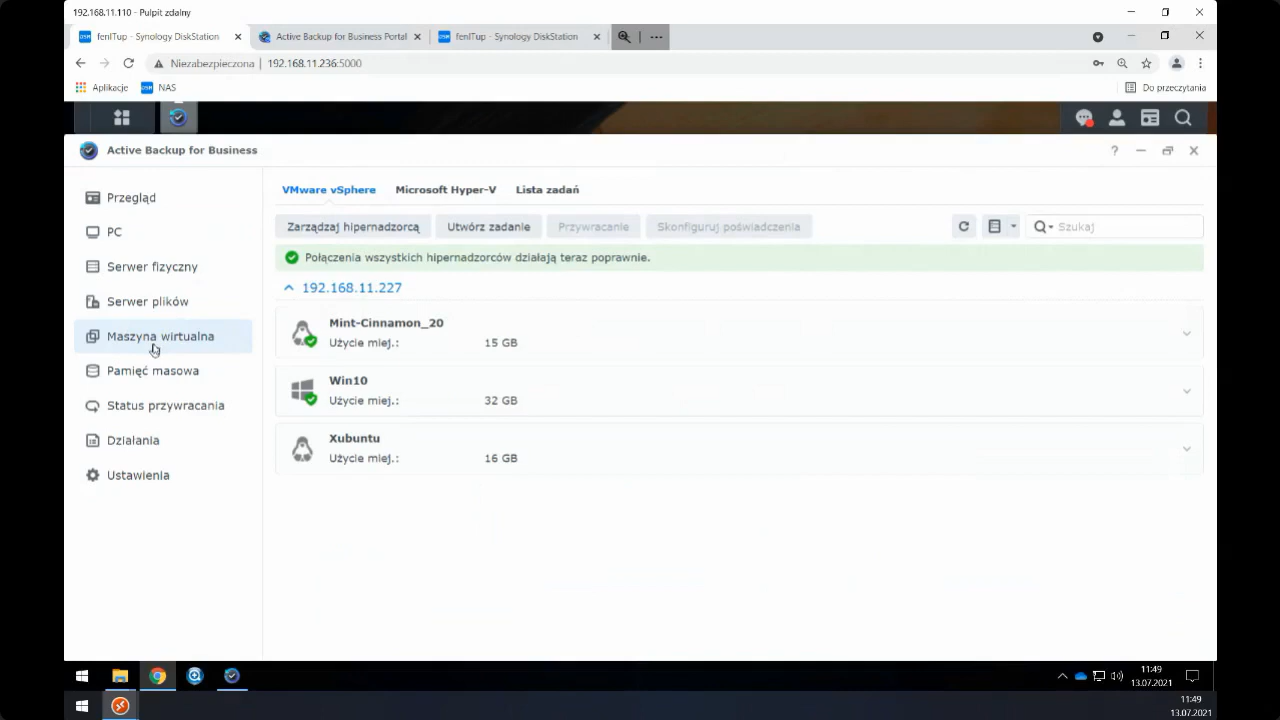 192.168.11.110 - Pulpit zdalny
fenITup - Synology DiskStation
Active Backup for Business Portal
fenITup - Synology DiskStation
Niezabezpieczona | 192.168.11.236:5000
Aplikacje
DSM NAS
Do przeczytania
Active Backup for Business
Przegląd
PC
Serwer fizyczny
Serwer plików
Maszyna wirtualna
Pamięć masowa
Status przywracania
Działania
Ustawienia
VMware vSphere Microsoft Hyper-V Lista zadań
Zarządzaj hipernadzorcą Utwórz zadanie Przywracanie Skonfiguruj poświadczenia Szukaj
Połączenia wszystkich hipernadzorców działają teraz poprawnie.
192.168.11.227
Mint-Cinnamon_20
Użycie miej.: 15 GB
Win10
Użycie miej.: 32 GB
Xubuntu
Użycie miej.: 16 GB
11:49
13.07.2021
11:49
13.07.2021